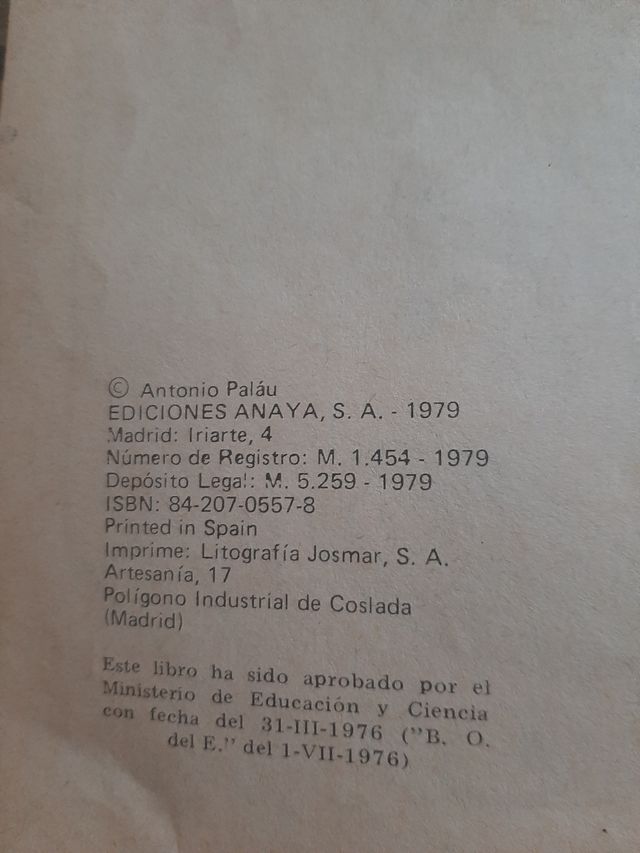 © Antonio Paláu
EDICIONES ANAYA, S. A. - 1979
Madrid: Iriarte, 4
Número de Registro: M. 1.454 - 1979
Depósito Legal: M. 5.259 - 1979
ISBN: 84-207-0557-8
Printed in Spain
Imprime: Litografía Josmar, S. A.
Artesanía, 17
Polígono Industrial de Coslada
(Madrid)
Este libro ha sido aprobado por el
Ministerio de Educación y Ciencia
con fecha del 31-III-1976 ("B. O.
del E." del 1-VII-1976)